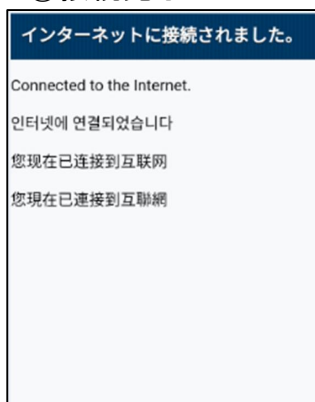 インターネットに接続されました。
Connected to the Internet.
인터넷에 연결되었습니다
您现在已连接到互联网
您現在已連接到互聯網